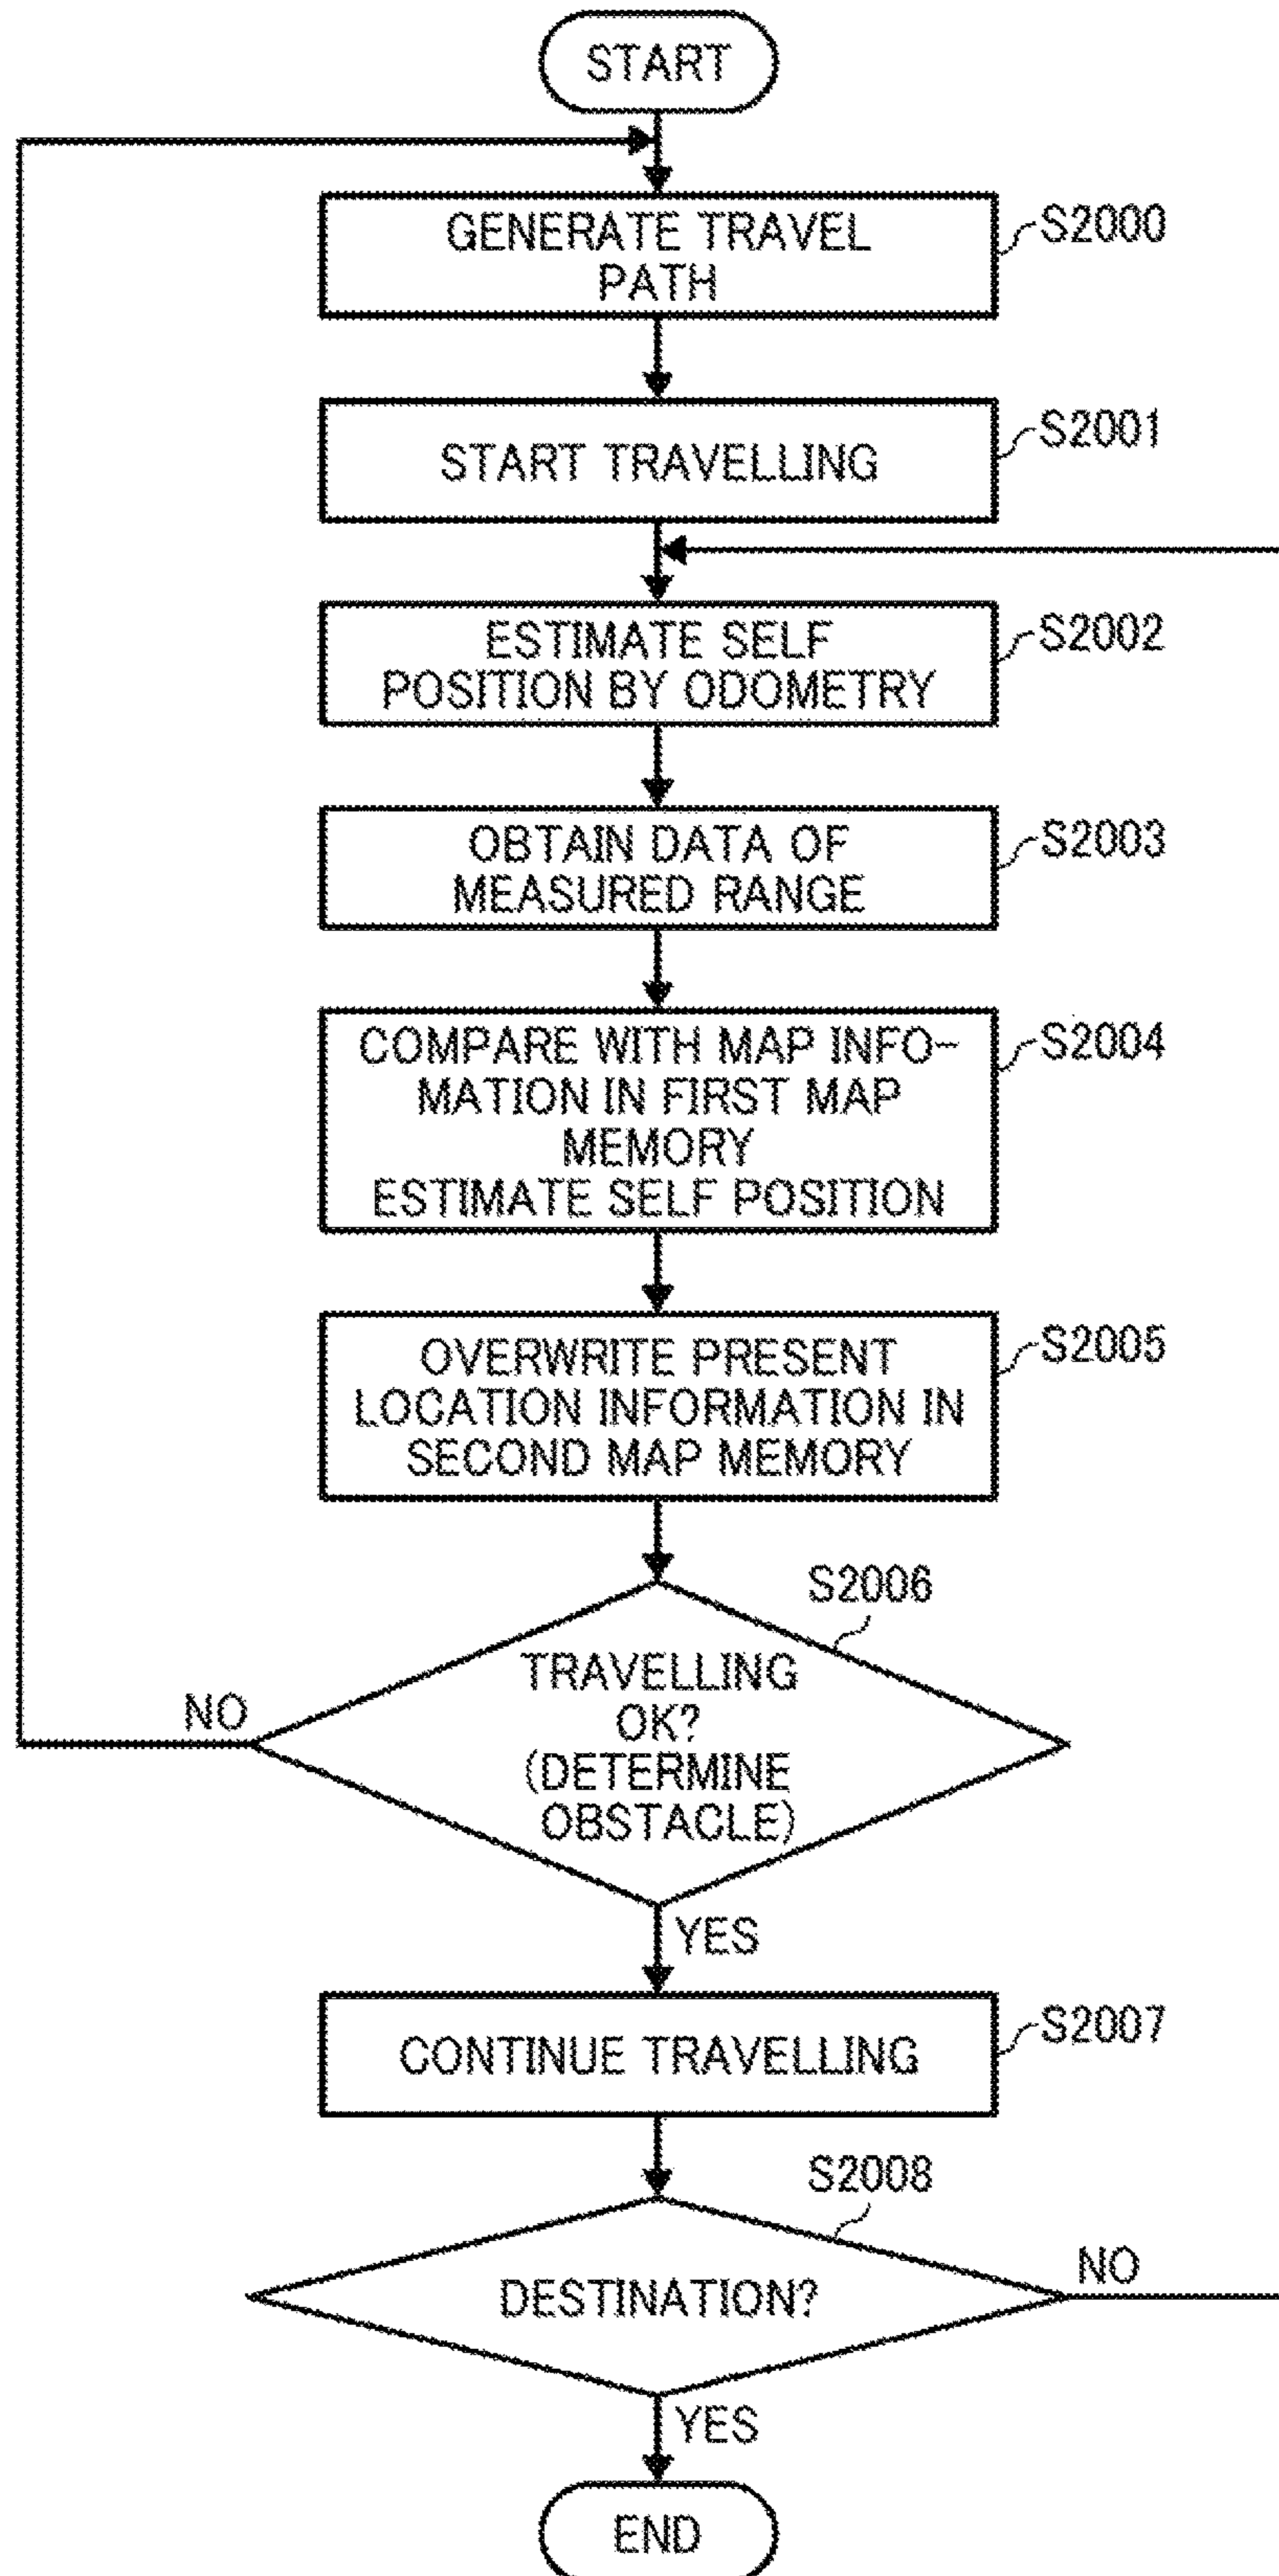 START
GENERATE TRAVEL
PATH
S2000
START TRAVELLING
S2001
ESTIMATE SELF
POSITION BY ODOMETRY
S2002
OBTAIN DATA OF
MEASURED RANGE
S2003
COMPARE WITH MAP INFO-
MATION IN FIRST MAP
MEMORY
ESTIMATE SELF POSITION
S2004
OVERWRITE PRESENT
LOCATION INFORMATION IN
SECOND MAP MEMORY
S2005
S2006
TRAVELLING
OK?
(DETERMINE
OBSTACLE)
NO
YES
CONTINUE TRAVELLING
S2007
S2008
DESTINATION?
NO
YES
END